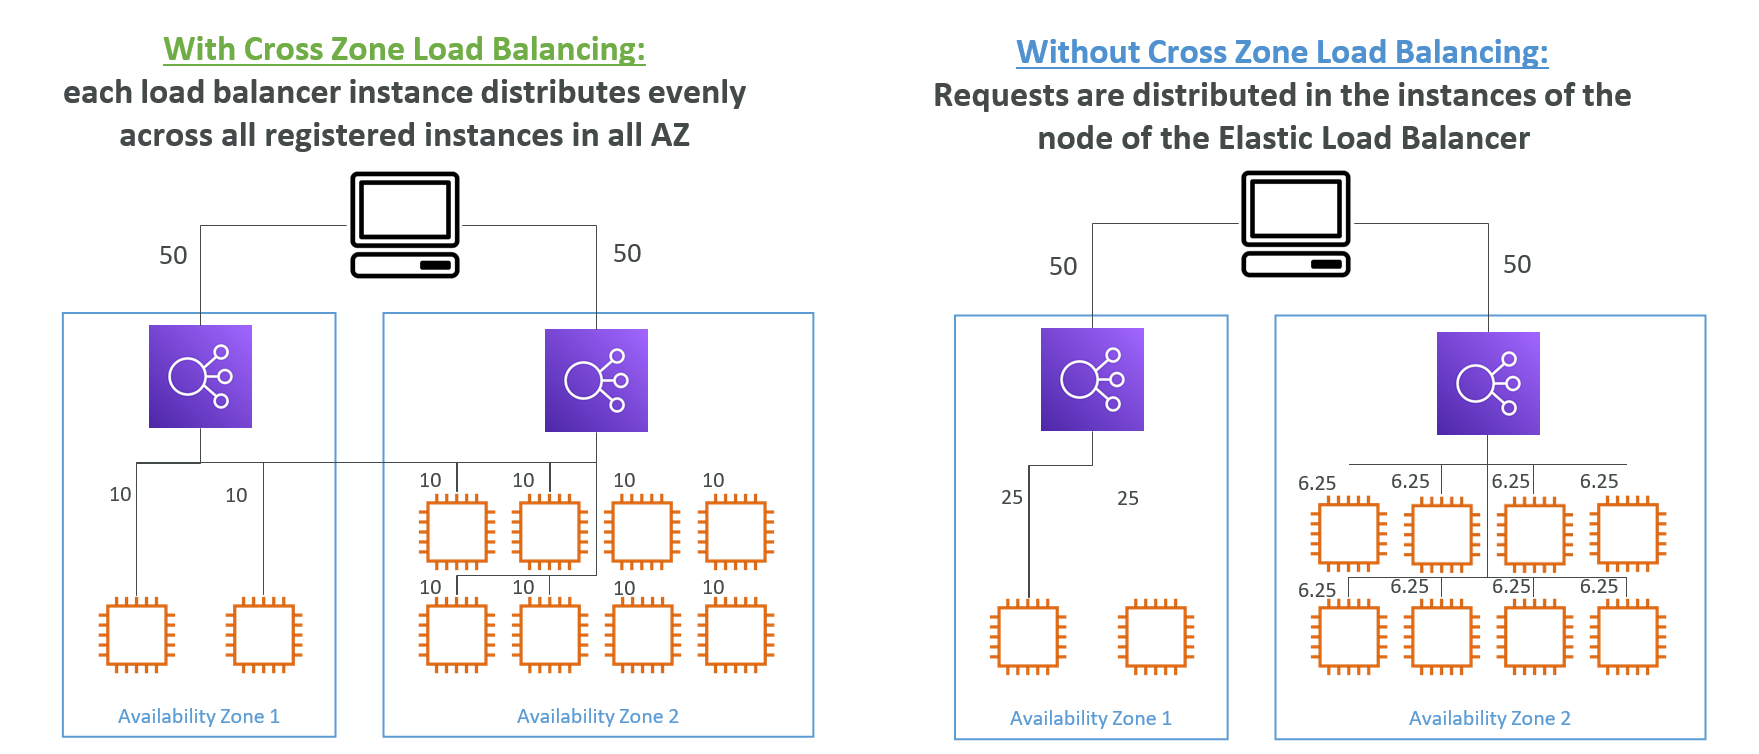 With Cross Zone Load Balancing:
each load balancer instance distributes evenly
across all registered instances in all AZ
50
50
10
10
10
10
10
10
10
10
10
10
Availability Zone 1
Availability Zone 2
Without Cross Zone Load Balancing:
Requests are distributed in the instances of the
node of the Elastic Load Balancer
50
50
25
25
6.25
6.25
6.25
6.25
6.25
6.25
6.25
6.25
Availability Zone 1
Availability Zone 2